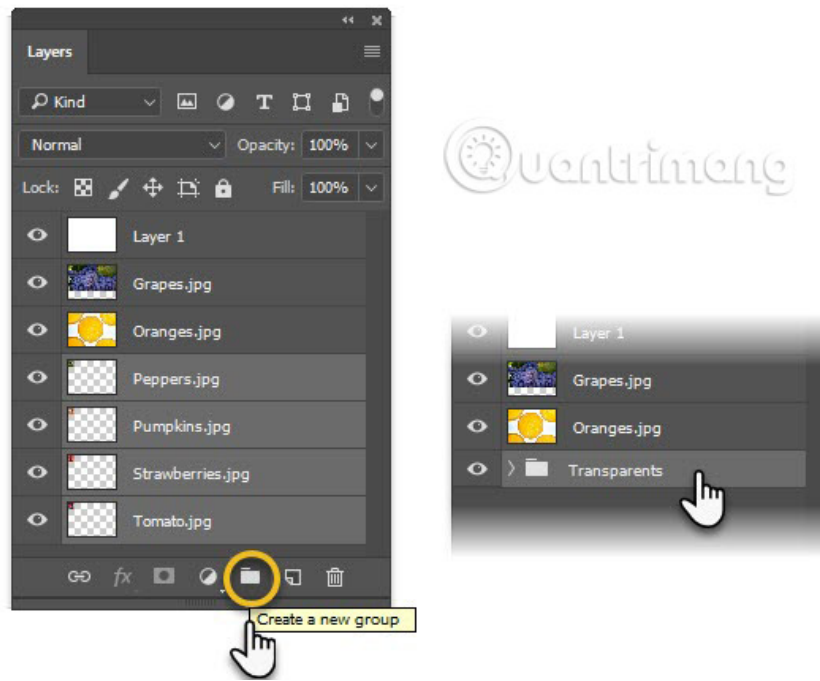 Layers
Kind
Normal
Opacity: 100%
Lock:
Fill: 100%
Layer 1
Grapes.jpg
Oranges.jpg
Peppers.jpg
Pumpkins.jpg
Strawberries.jpg
Tomato.jpg
fx
Create a new group
Quantrimang
Layer 1
Grapes.jpg
Oranges.jpg
Transparents